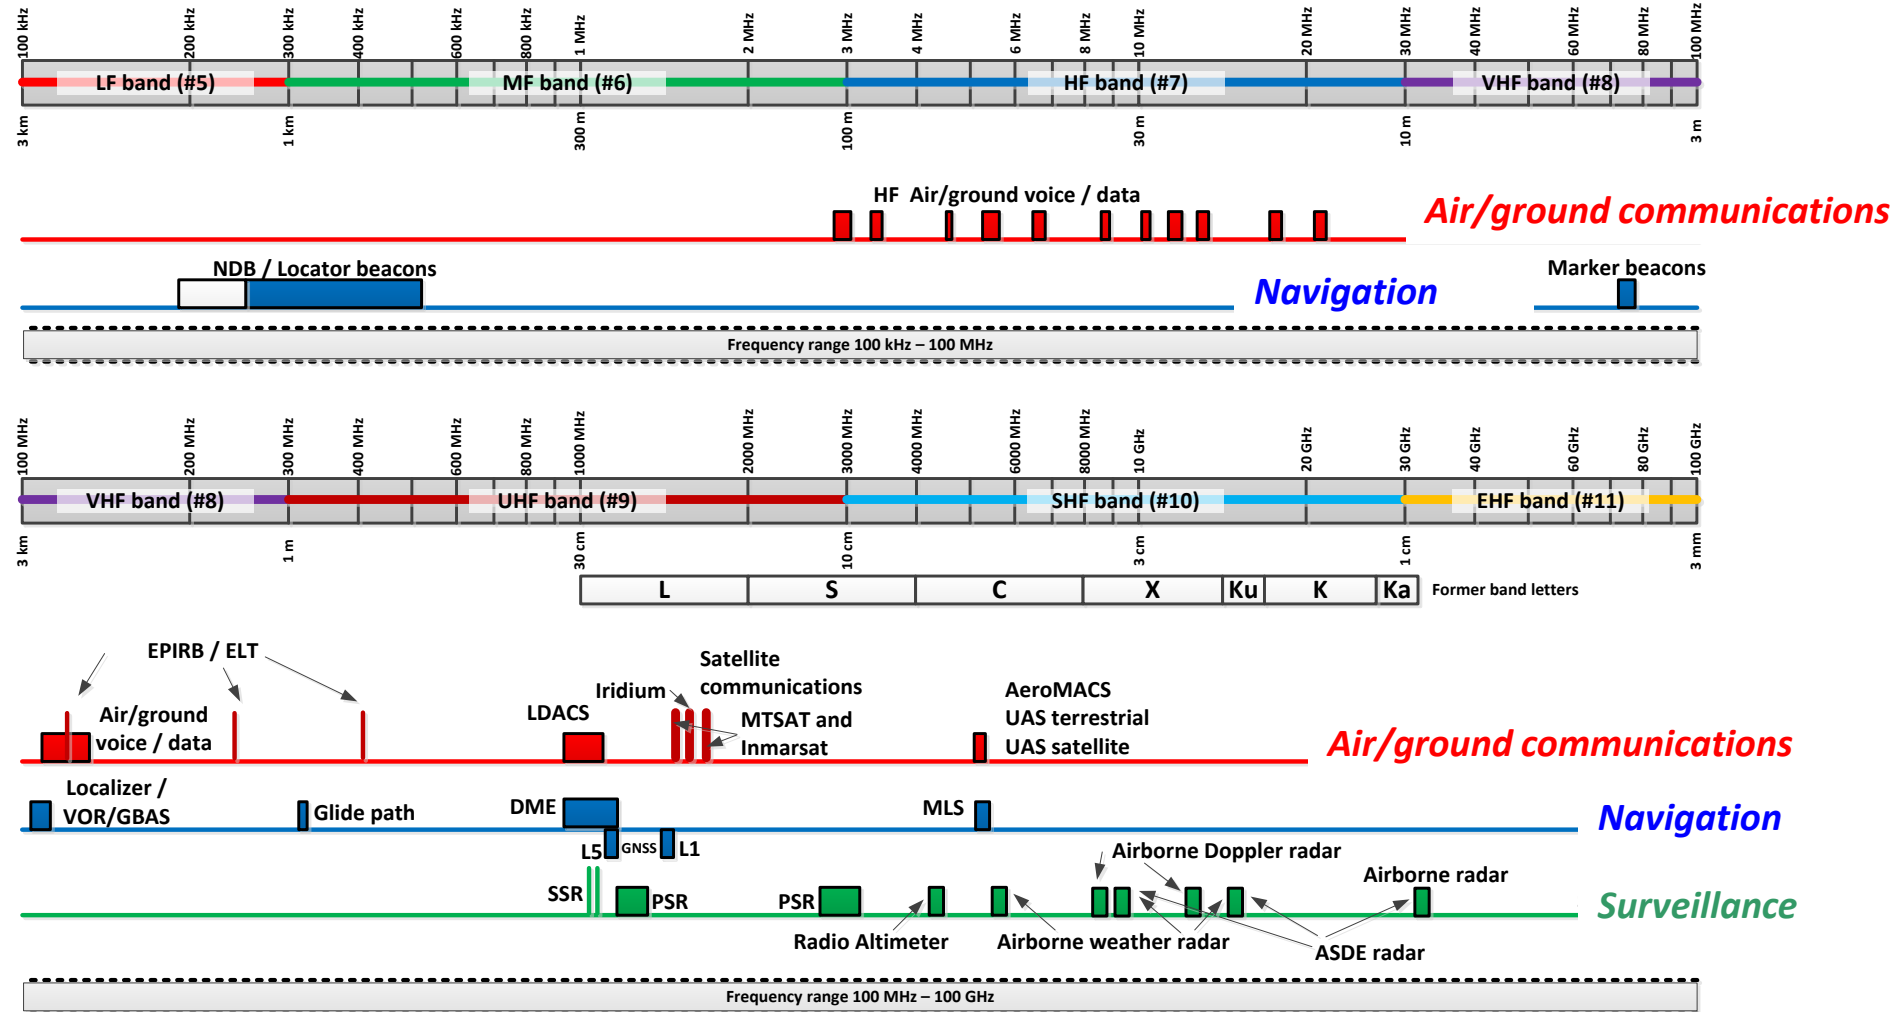 100 kHz
200 kHz
300 kHz
400 kHz
600 kHz
800 kHz
1 MHz
2 MHz
3 MHz
4 MHz
6 MHz
8 MHz
10 MHz
20 MHz
30 MHz
40 MHz
60 MHz
80 MHz
100 MHz
LF band (#5)
MF band (#6)
HF band (#7)
VHF band (#8)
3 km
1 km
300 m
100 m
30 m
10 m
3 m
HF Air/ground voice / data
Air/ground communications
NDB / Locator beacons
Navigation
Marker beacons
Frequency range 100 kHz – 100 MHz
100 MHz
200 MHz
300 MHz
400 MHz
600 MHz
800 MHz
1000 MHz
2000 MHz
3000 MHz
4000 MHz
6000 MHz
8000 MHz
10 GHz
20 GHz
30 GHz
40 GHz
60 GHz
80 GHz
100 GHz
VHF band (#8)
UHF band (#9)
SHF band (#10)
EHF band (#11)
3 km
1 m
30 cm
10 cm
3 cm
1 cm
3 mm
L
S
C
X
Ku
K
Ka
Former band letters
EPIRB / ELT
Air/ground
voice / data
LDACS
Iridium
Satellite
communications
MTSAT and
Inmarsat
AeroMACS
UAS terrestrial
UAS satellite
Air/ground communications
Localizer /
VOR/GBAS
Glide path
DME
L5
GNSS
L1
MLS
Navigation
SSR
PSR
PSR
Radio Altimeter
Airborne weather radar
Airborne Doppler radar
Airborne radar
ASDE radar
Surveillance
Frequency range 100 MHz – 100 GHz